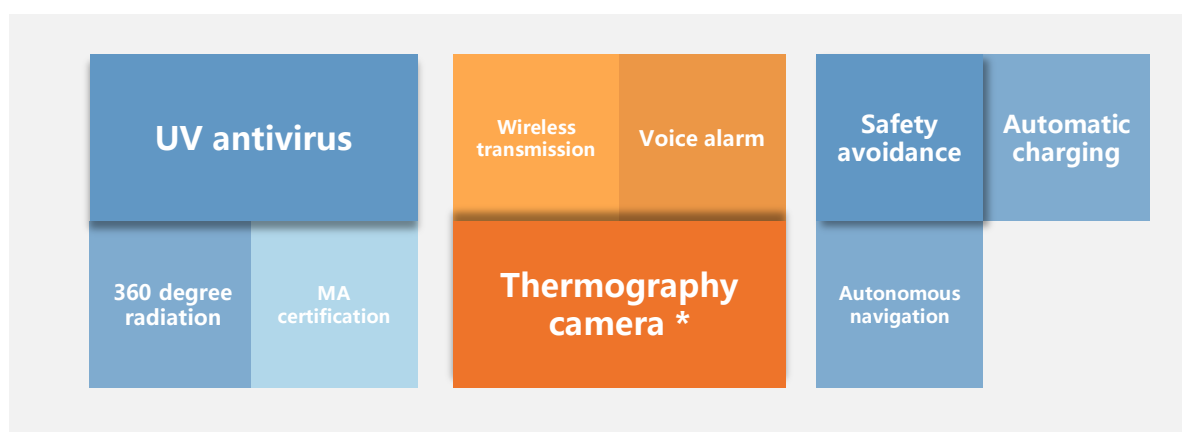 UV antivirus
360 degree
radiation
MA
certification
Wireless
transmission
Voice alarm
Thermography
camera *
Safety
avoidance
Automatic
charging
Autonomous
navigation